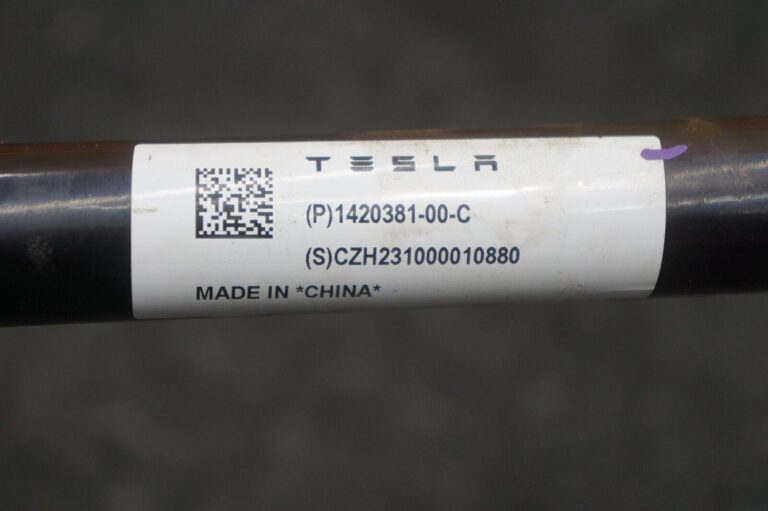 TESLA
(P)1420381-00-C
(S)CZH231000010880
MADE IN *CHINA*